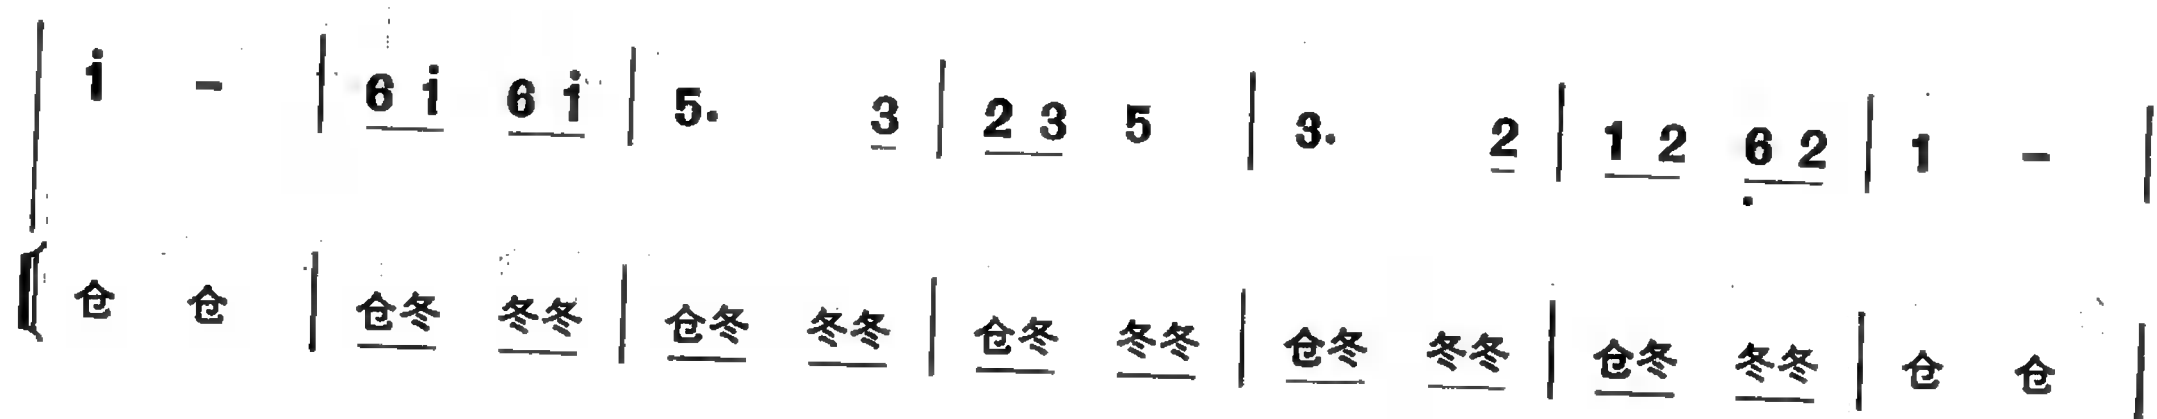 | i̇ - | 6 i̇ 6 i̇ | 5. 3 | 2 3 5 | 3. 2 | 1 2 6̣ 2 | 1 - |
仓 仓 | 仓冬 冬冬 | 仓冬 冬冬 | 仓冬 冬冬 | 仓冬 冬冬 | 仓冬 冬冬 | 仓 仓 |